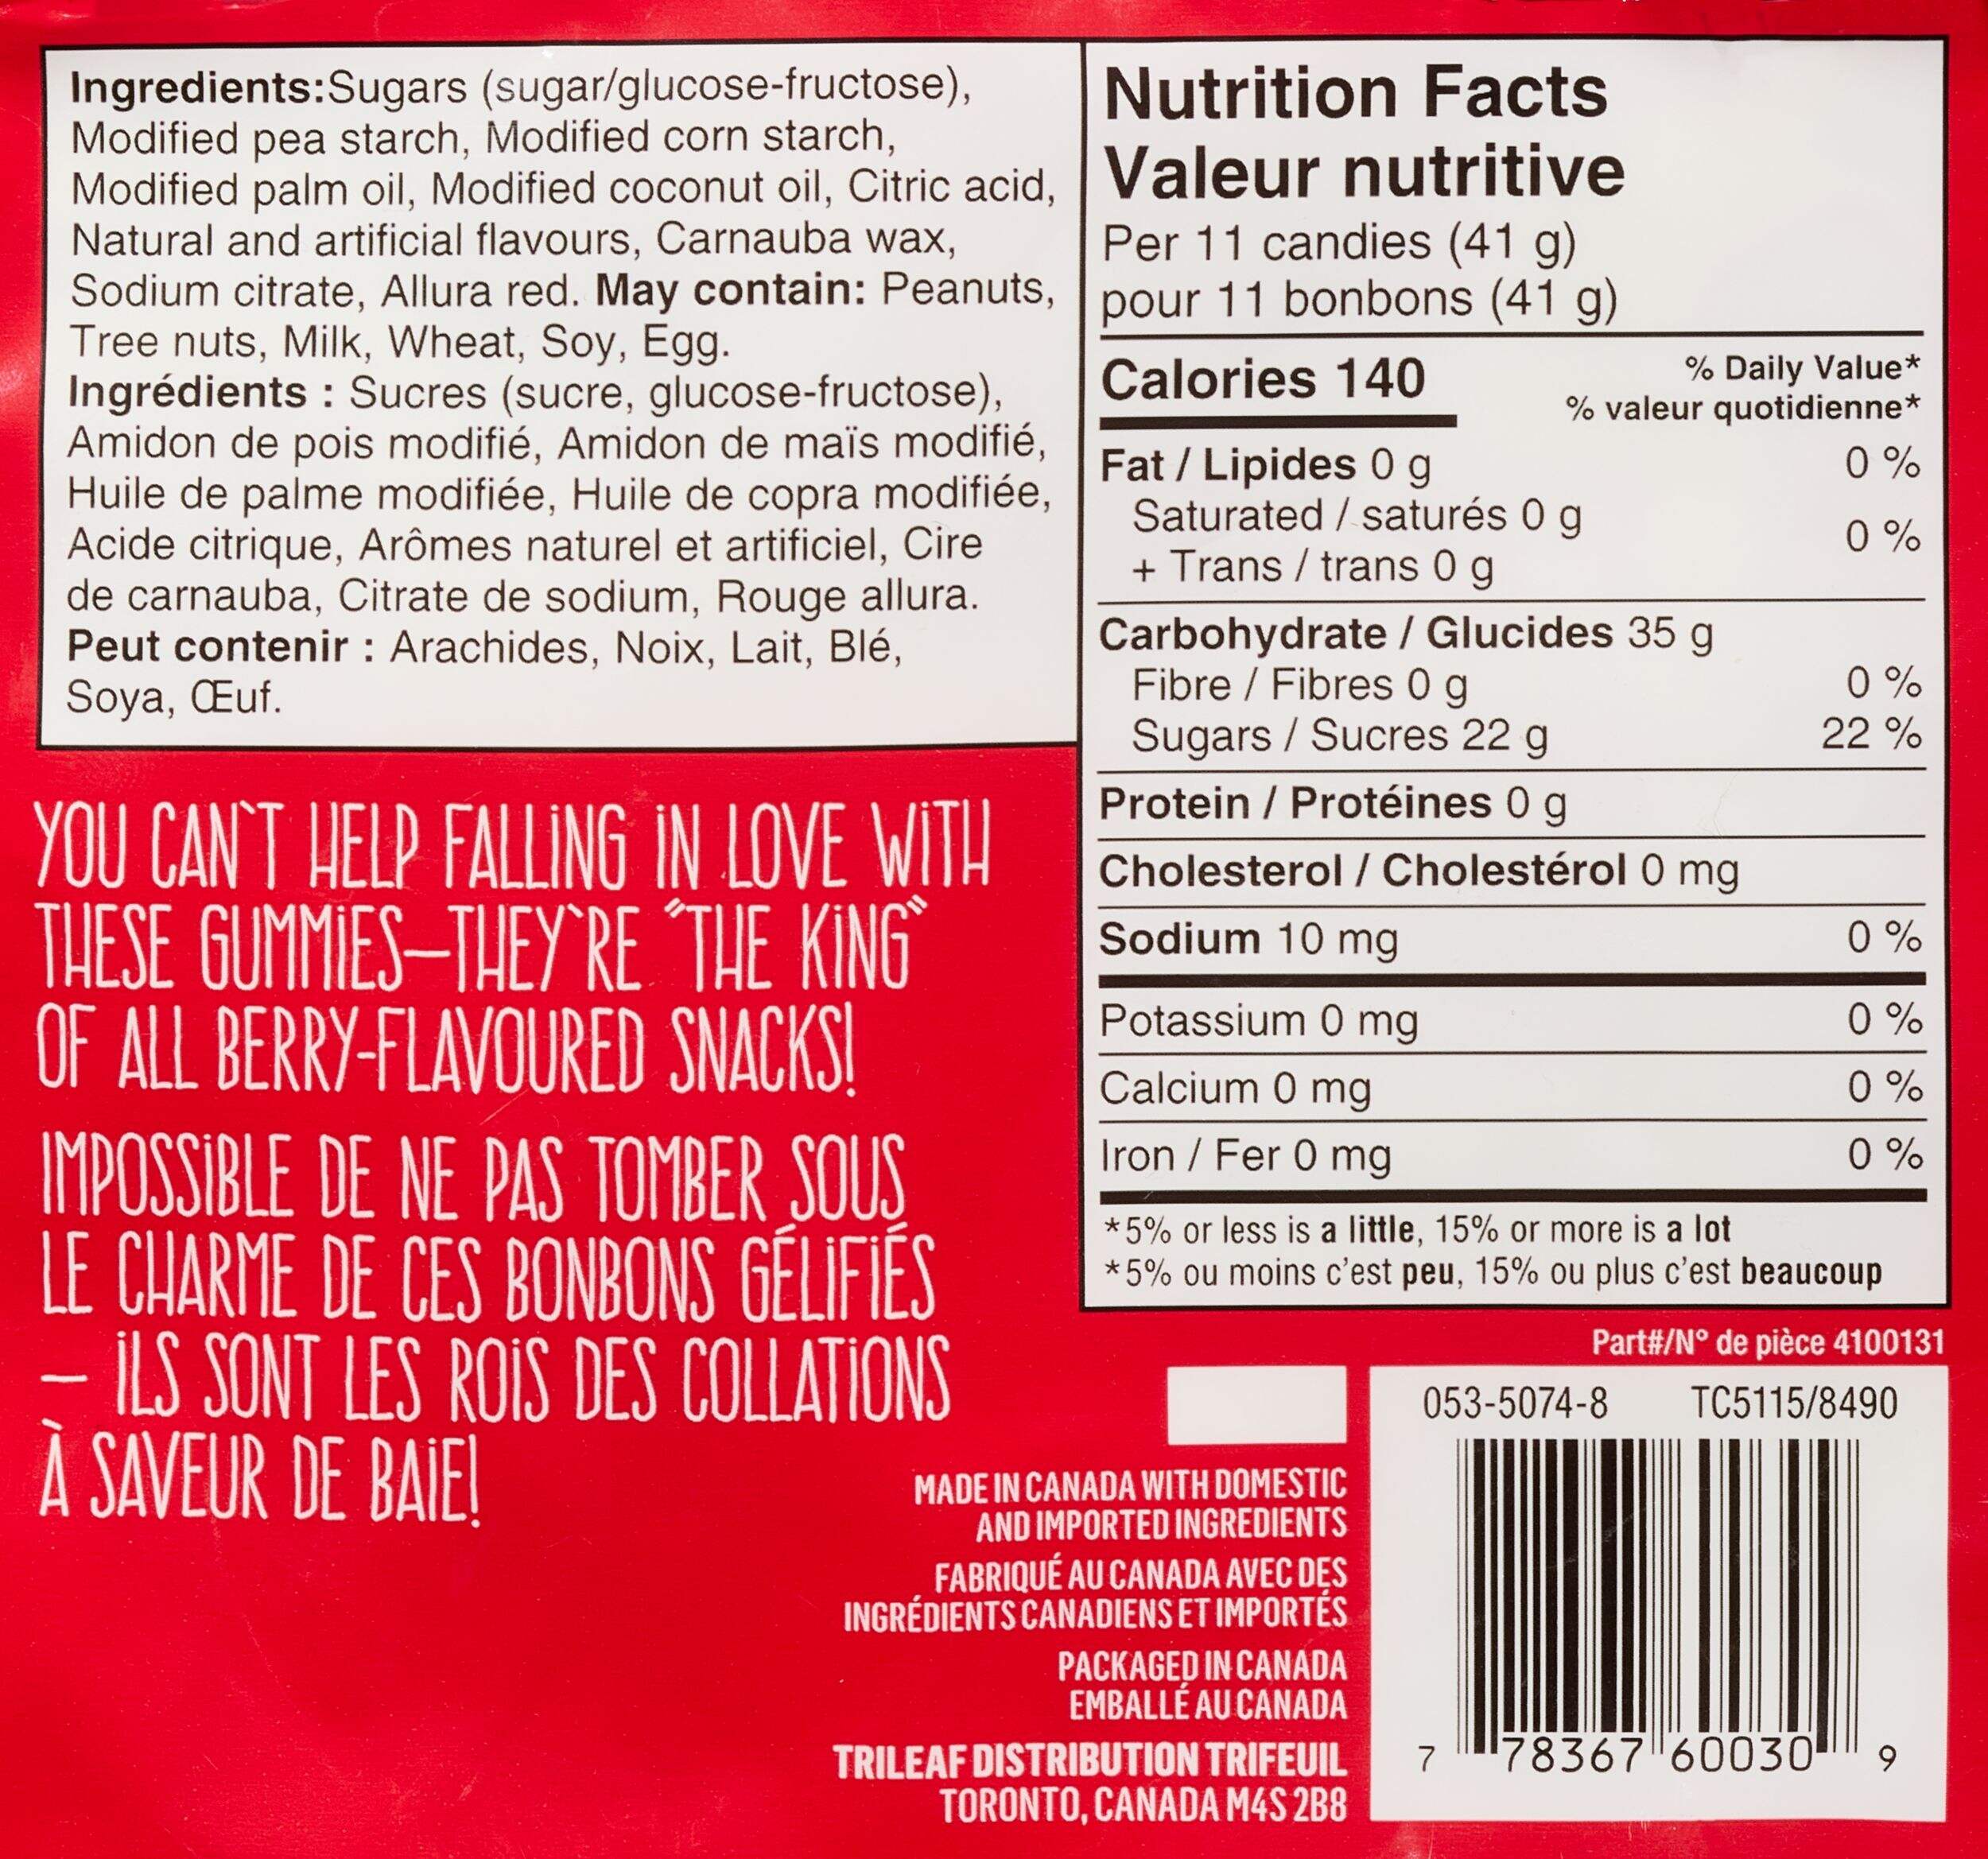 Ingredients:Sugars (sugar/glucose-fructose),
Modified pea starch, Modified corn starch,
Modified palm oil, Modified coconut oil, Citric acid,
Natural and artificial flavours, Carnauba wax,
Sodium citrate, Allura red. May contain: Peanuts,
Tree nuts, Milk, Wheat, Soy, Egg.
Ingrédients : Sucres (sucre, glucose-fructose),
Amidon de pois modifié, Amidon de maïs modifié,
Huile de palme modifiée, Huile de copra modifiée,
Acide citrique, Arômes naturel et artificiel, Cire
de carnauba, Citrate de sodium, Rouge allura.
Peut contenir : Arachides, Noix, Lait, Blé,
Soya, Œuf.
YOU CAN'T HELP FALLING IN LOVE WITH
THESE GUMMIES—THEY'RE "THE KING"
OF ALL BERRY-FLAVOURED SNACKS!
IMPOSSIBLE DE NE PAS TOMBER SOUS
LE CHARME DE CES BONBONS GÉLIFIÉS
– ILS SONT LES ROIS DES COLLATIONS
À SAVEUR DE BAIE!
Nutrition Facts
Valeur nutritive
Per 11 candies (41 g)
pour 11 bonbons (41 g)
Calories 140
% Daily Value*
% valeur quotidienne*
Fat / Lipides 0 g 0 %
Saturated / saturés 0 g
+ Trans / trans 0 g 0 %
Carbohydrate / Glucides 35 g
Fibre / Fibres 0 g 0 %
Sugars / Sucres 22 g 22 %
Protein / Protéines 0 g
Cholesterol / Cholestérol 0 mg
Sodium 10 mg 0 %
Potassium 0 mg 0 %
Calcium 0 mg 0 %
Iron / Fer 0 mg 0 %
*5% or less is a little, 15% or more is a lot
*5% ou moins c'est peu, 15% ou plus c'est beaucoup
Part#/N° de pièce 4100131
053-5074-8 TC5115/8490
7 78367 60030 9
MADE IN CANADA WITH DOMESTIC
AND IMPORTED INGREDIENTS
FABRIQUÉ AU CANADA AVEC DES
INGRÉDIENTS CANADIENS ET IMPORTÉS
PACKAGED IN CANADA
EMBALLÉ AU CANADA
TRILEAF DISTRIBUTION TRIFEUIL
TORONTO, CANADA M4S 2B8